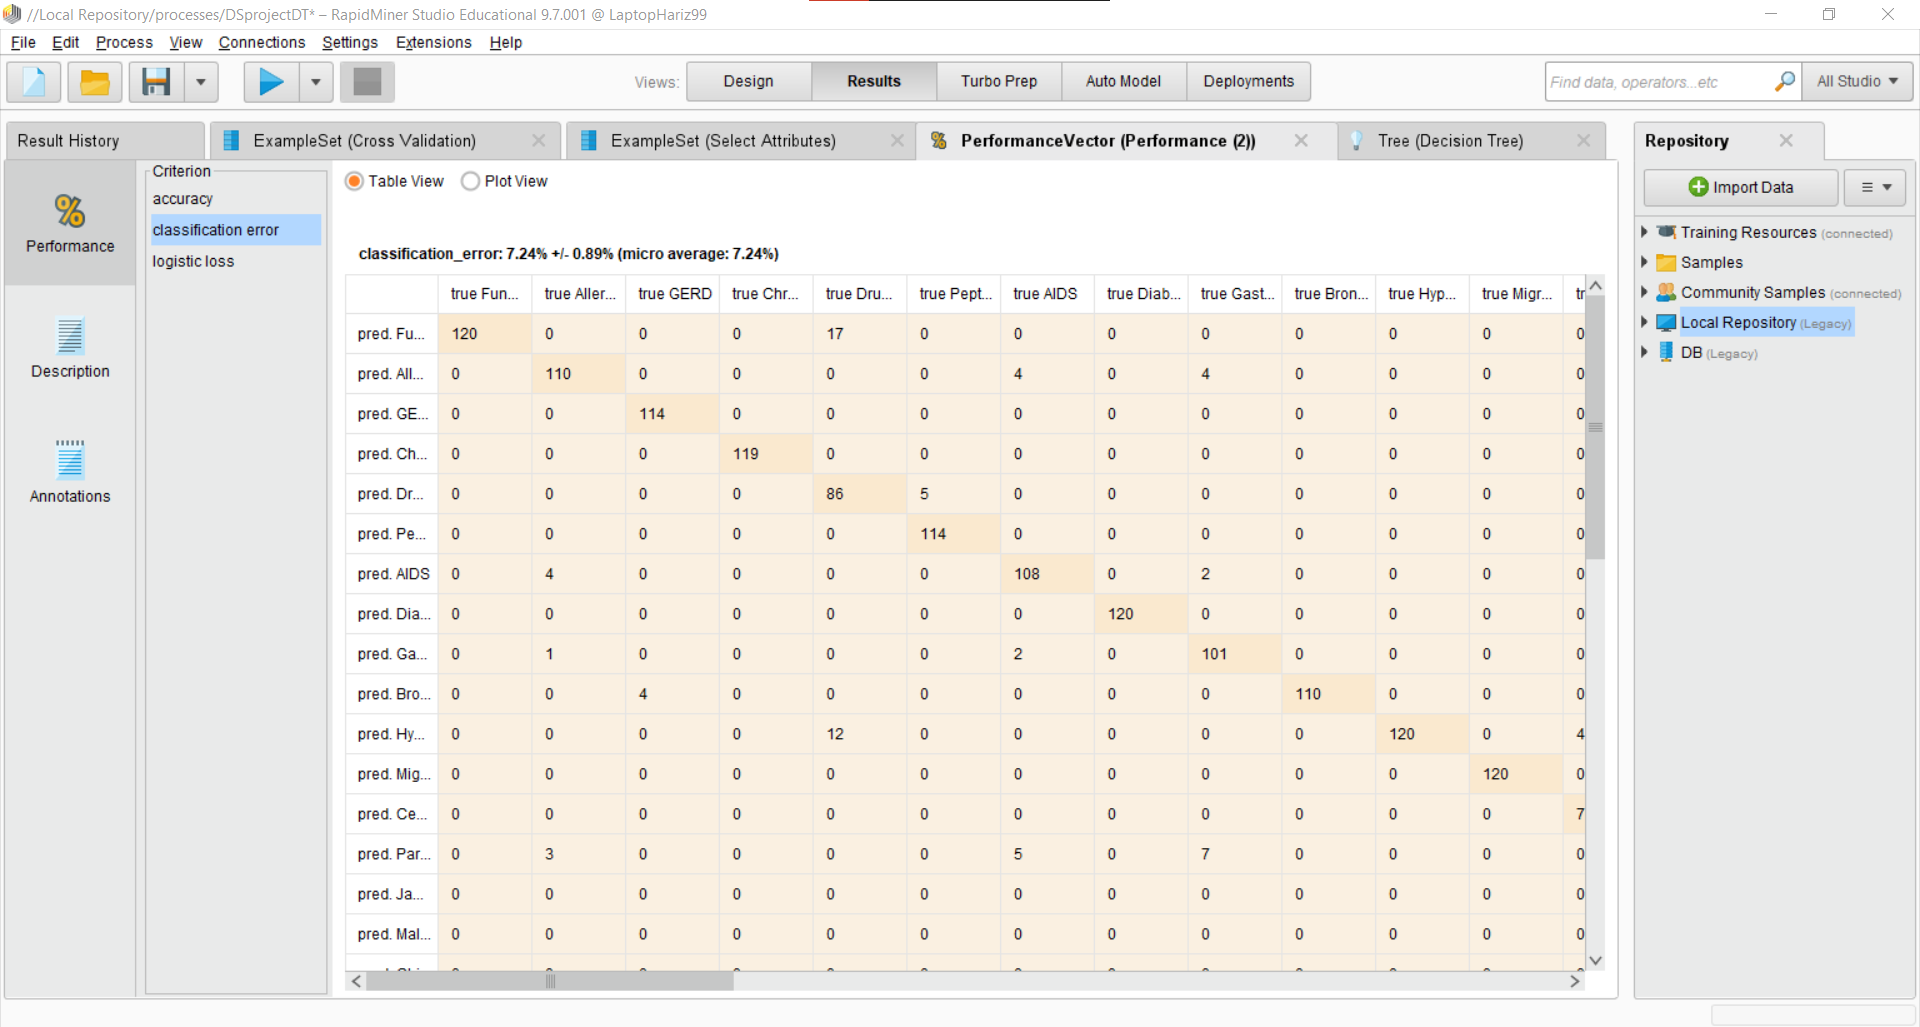 //Local Repository/processes/DSprojectDT* – RapidMiner Studio Educational 9.7.001 @ LaptopHariz99
File Edit Process View Connections Settings Extensions Help
Views: Design Results Turbo Prep Auto Model Deployments Find data, operators...etc All Studio
Result History ExampleSet (Cross Validation) ExampleSet (Select Attributes) PerformanceVector (Performance (2)) Tree (Decision Tree) Repository
Performance
Description
Annotations
Criterion
accuracy
classification error
logistic loss
Table View Plot View
classification_error: 7.24% +/- 0.89% (micro average: 7.24%)
true Fun... true Aller... true GERD true Chr... true Dru... true Pept... true AIDS true Diab... true Gast... true Bron... true Hyp... true Migr... tr
pred. Fu... 120 0 0 0 17 0 0 0 0 0 0 0 0
pred. All... 0 110 0 0 0 0 4 0 4 0 0 0 0
pred. GE... 0 0 114 0 0 0 0 0 0 0 0 0 0
pred. Ch... 0 0 0 119 0 0 0 0 0 0 0 0 0
pred. Dr... 0 0 0 0 86 5 0 0 0 0 0 0 0
pred. Pe... 0 0 0 0 0 114 0 0 0 0 0 0 0
pred. AIDS 0 4 0 0 0 0 108 0 2 0 0 0 0
pred. Dia... 0 0 0 0 0 0 0 120 0 0 0 0 0
pred. Ga... 0 1 0 0 0 0 2 0 101 0 0 0 0
pred. Bro... 0 0 4 0 0 0 0 0 0 110 0 0 0
pred. Hy... 0 0 0 0 12 0 0 0 0 0 120 0 4
pred. Mig... 0 0 0 0 0 0 0 0 0 0 0 120 0
pred. Ce... 0 0 0 0 0 0 0 0 0 0 0 0 7
pred. Par... 0 3 0 0 0 0 5 0 7 0 0 0 0
pred. Ja... 0 0 0 0 0 0 0 0 0 0 0 0 0
pred. Mal... 0 0 0 0 0 0 0 0 0 0 0 0 0
Import Data
Training Resources (connected)
Samples
Community Samples (connected)
Local Repository (Legacy)
DB (Legacy)